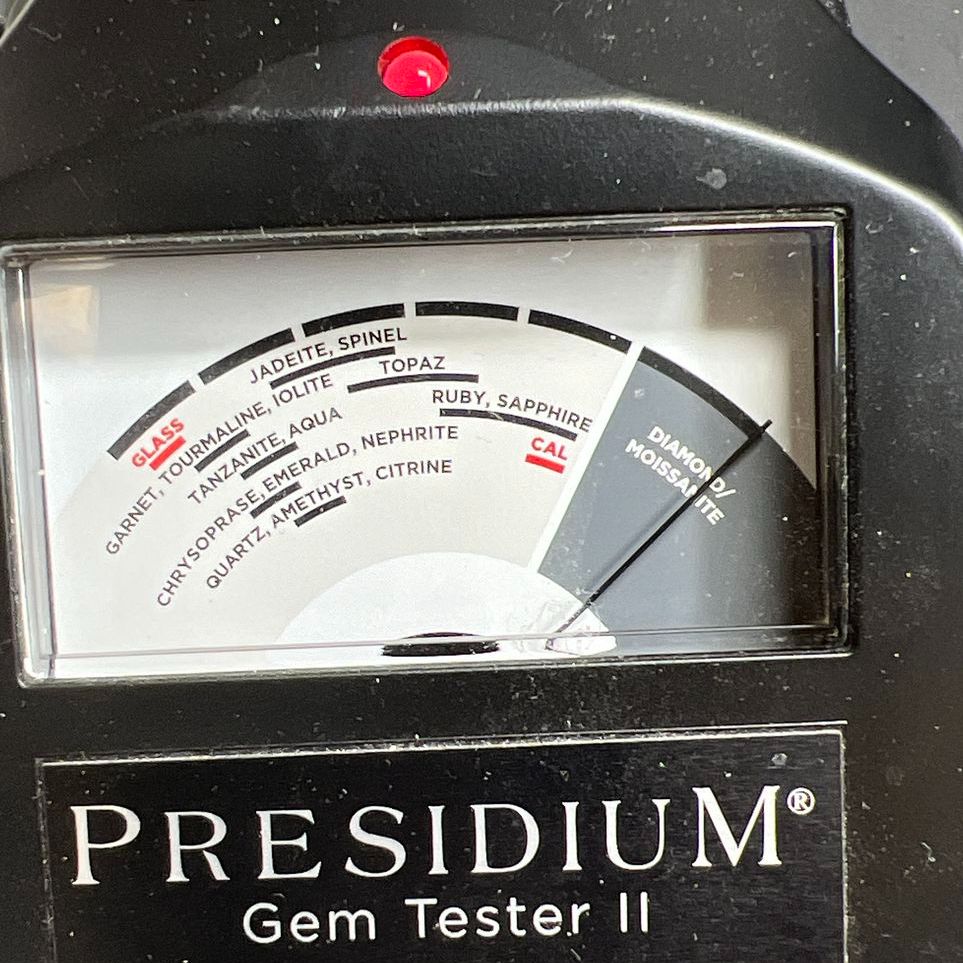 JADEITE, SPINEL
TOPAZ
RUBY, SAPPHIRE
CAL
GLASS
GARNET, TOURMALINE, IOLITE
TANZANITE, AQUA
CHRYSOPRASE, EMERALD, NEPHRITE
QUARTZ, AMETHYST, CITRINE
DIAMOND/
MOISSANITE
PRESIDIUM®
Gem Tester II